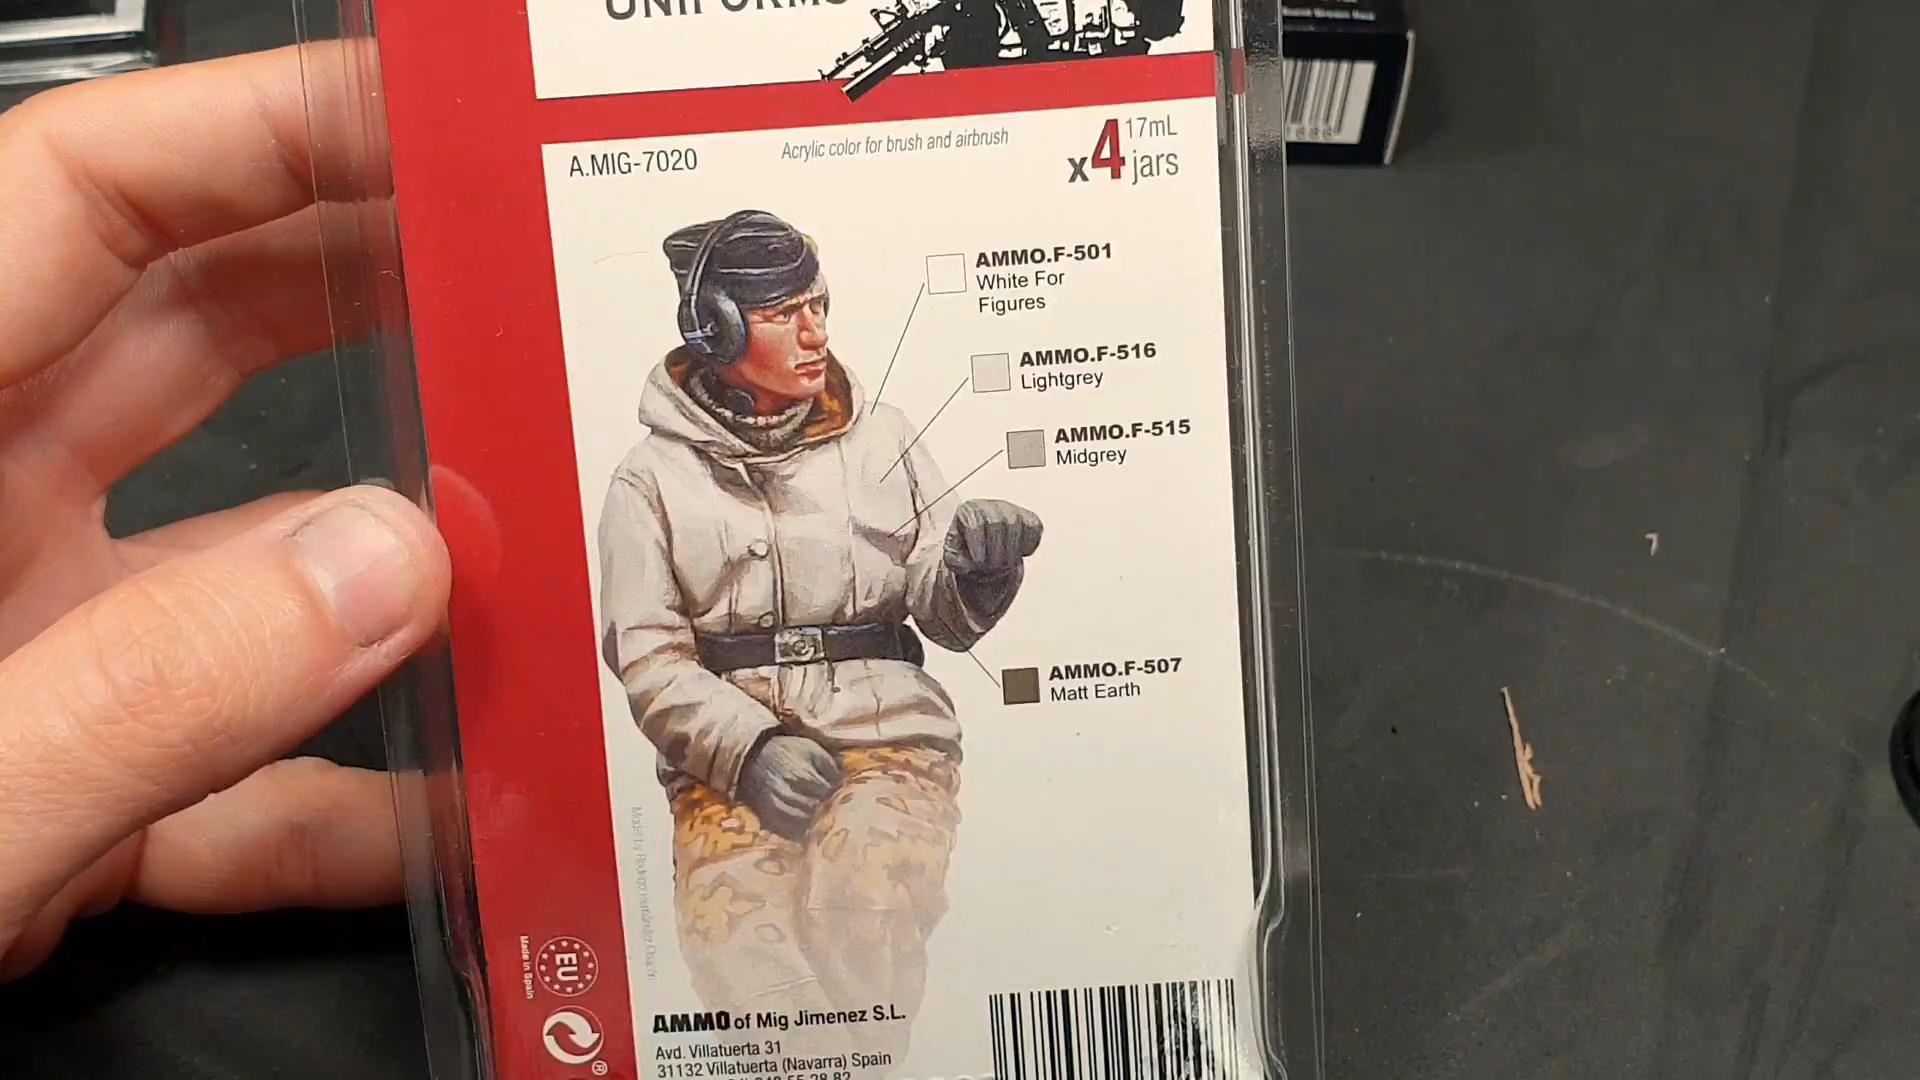 UNIFORMS
A.MIG-7020
Acrylic color for brush and airbrush
x4 17mL
jars
AMMO.F-501
White For
Figures
AMMO.F-516
Lightgrey
AMMO.F-515
Midgrey
AMMO.F-507
Matt Earth
EU
Made in Spain
AMMO of Mig Jimenez S.L.
Avd. Villatuerta 31
31132 Villatuerta (Navarra) Spain